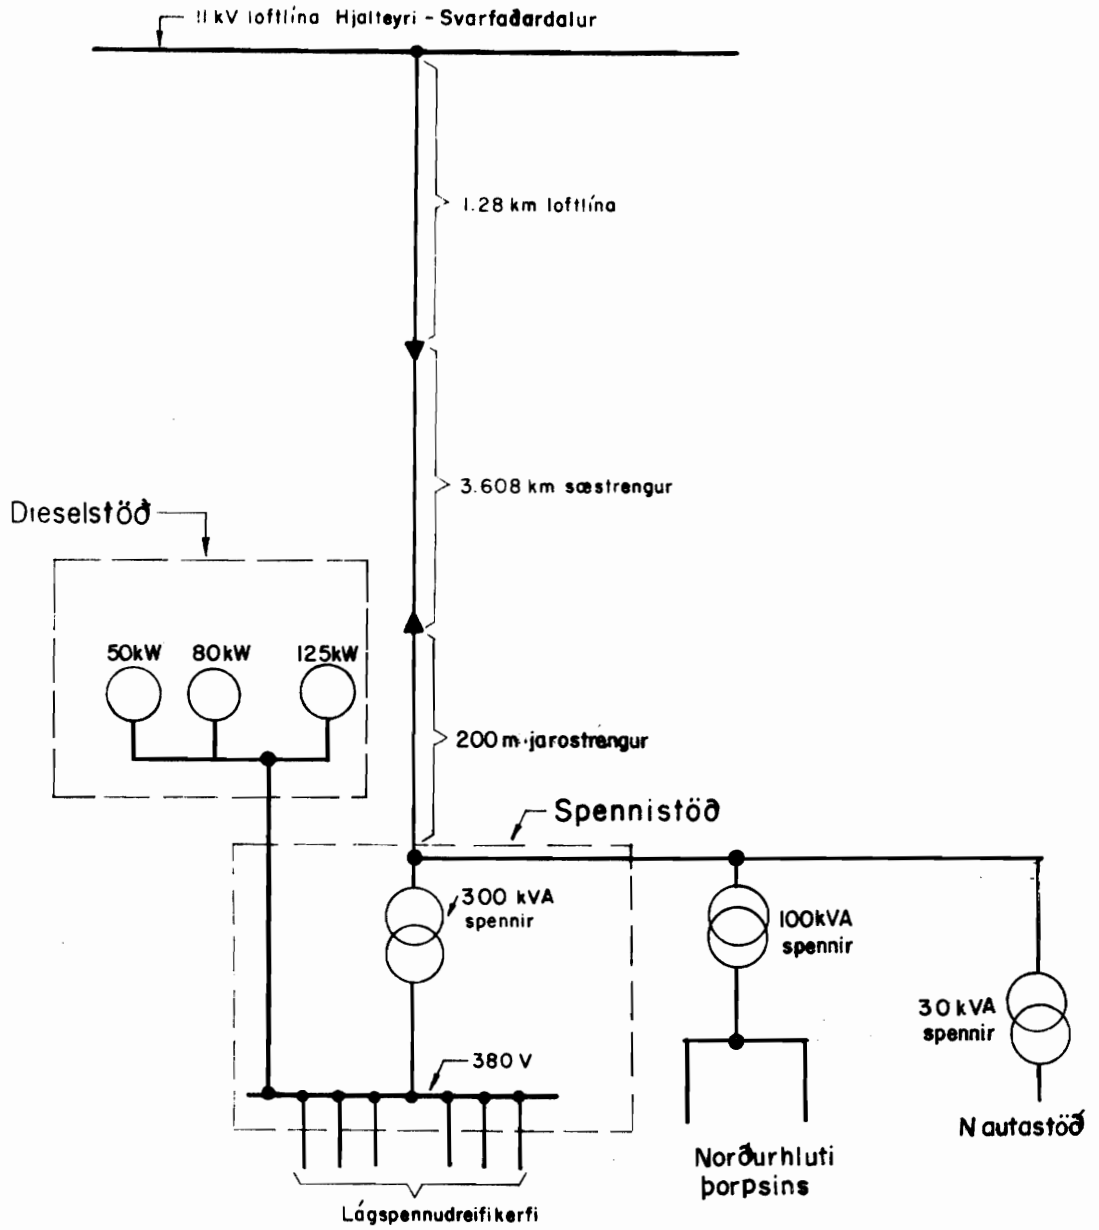 11 kV loftlína Hjalteyri - Svarfaðardalur
1.28 km loftlína
3.608 km sæstrengur
Dieselstöð
50kW 80kW 125kW
200 m jarostrengur
Spennistöð
300 kVA
spennir
100kVA
spennir
30 kVA
spennir
380 V
Nautastöð
Norðurhluti
þorpsins
Lágspennudreifikerfi